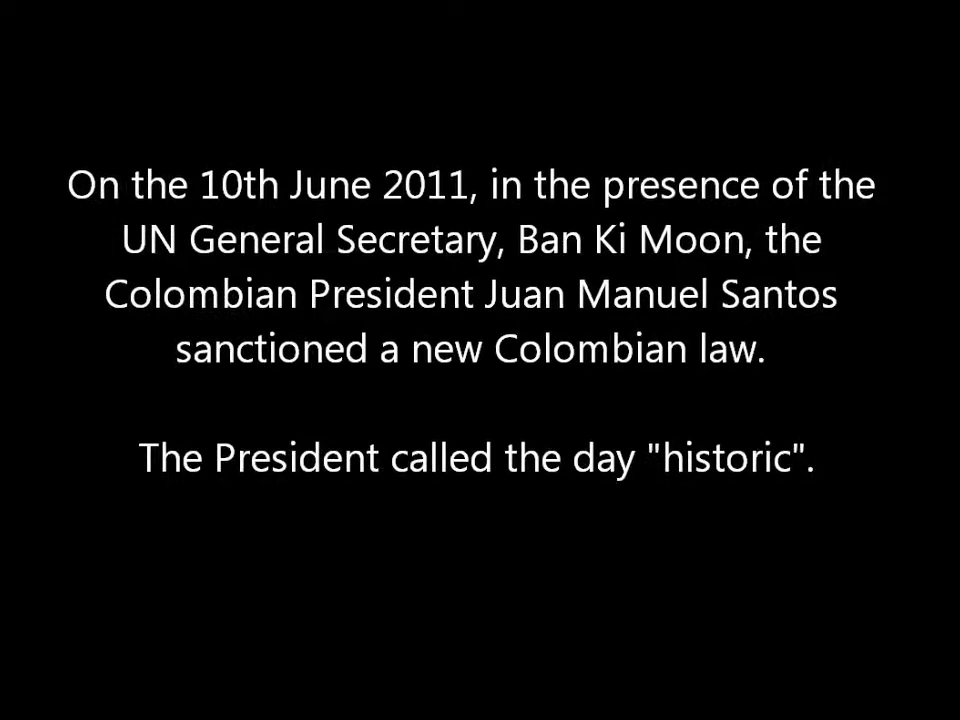 On the 10th June 2011, in the presence of the
UN General Secretary, Ban Ki Moon, the
Colombian President Juan Manuel Santos
sanctioned a new Colombian law.
The President called the day "historic".